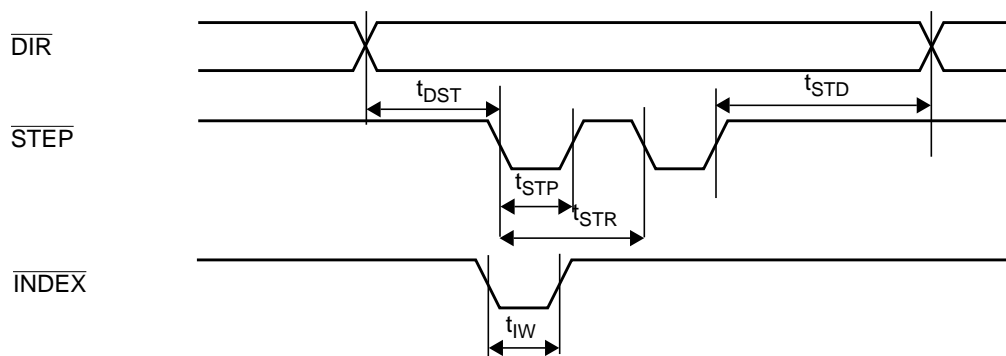 DIR
tDST
tSTD
STEP
tSTP
tSTR
INDEX
tIW